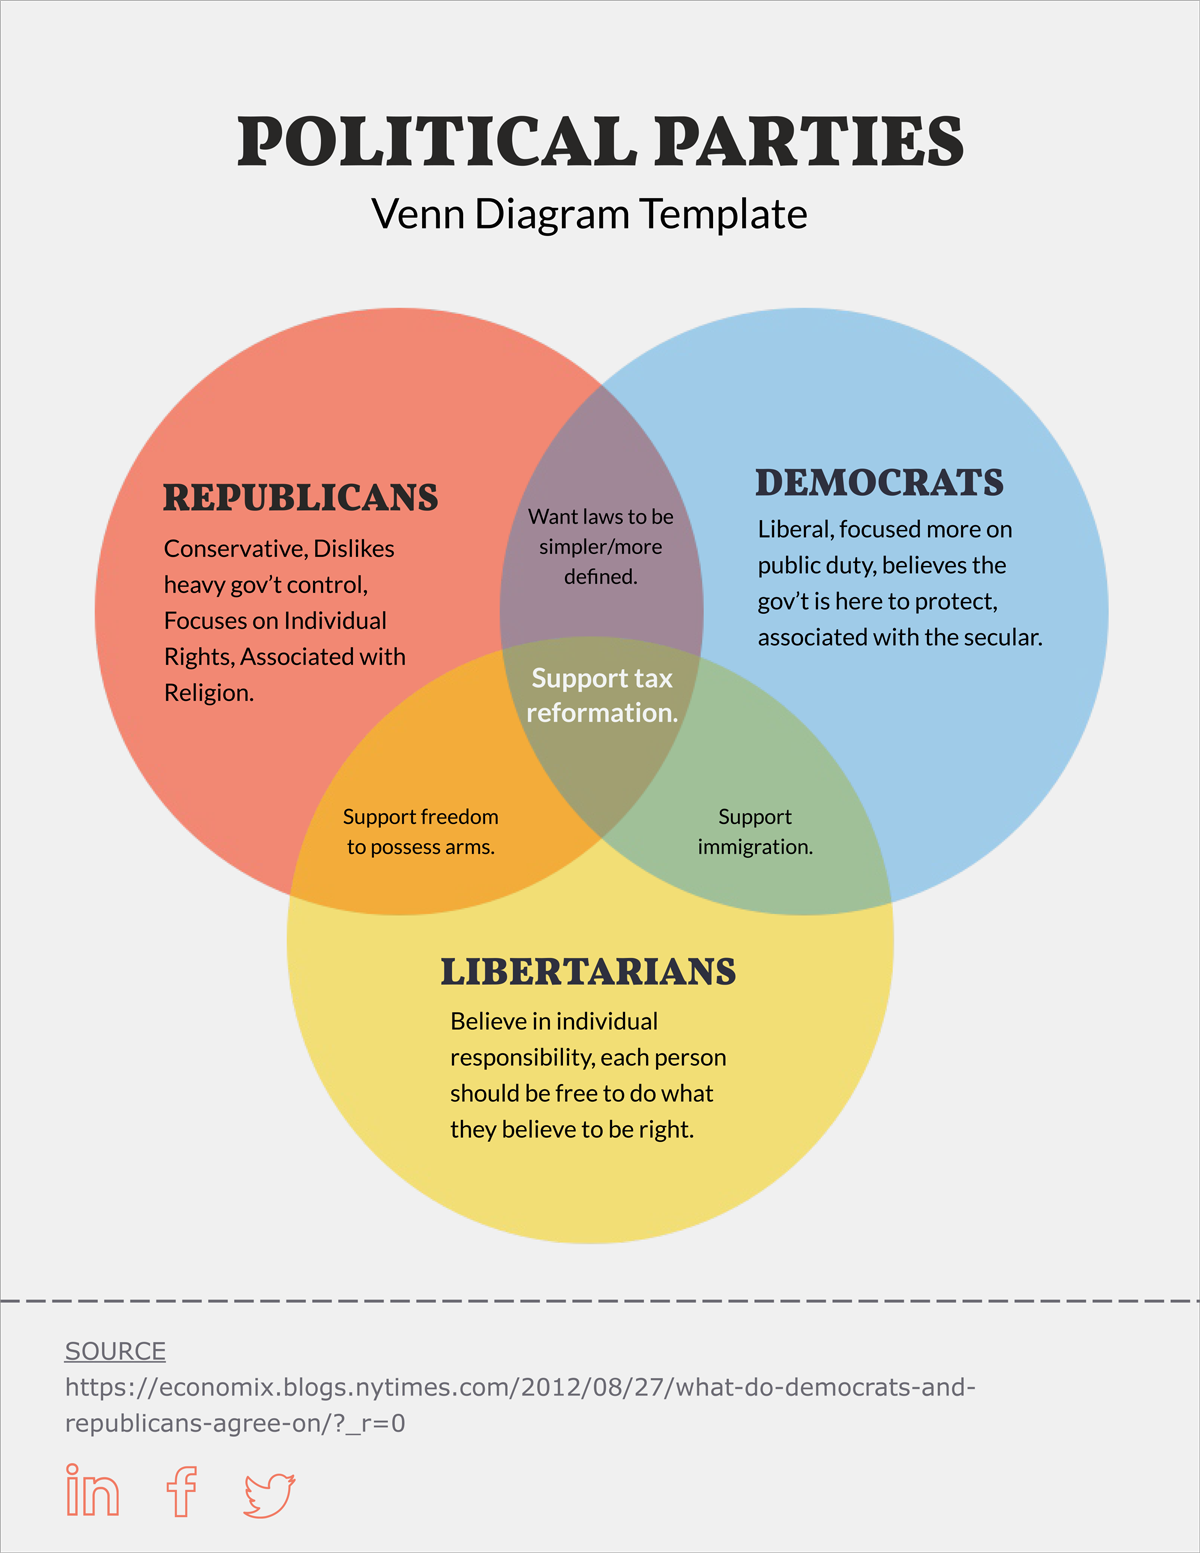 POLITICAL PARTIES
Venn Diagram Template
REPUBLICANS
Conservative, Dislikes
heavy gov’t control,
Focuses on Individual
Rights, Associated with
Religion.
Want laws to be
simpler/more
defined.
DEMOCRATS
Liberal, focused more on
public duty, believes the
gov’t is here to protect,
associated with the secular.
Support tax
reformation.
Support freedom
to possess arms.
Support
immigration.
LIBERTARIANS
Believe in individual
responsibility, each person
should be free to do what
they believe to be right.
SOURCE
https://economix.blogs.nytimes.com/2012/08/27/what-do-democrats-and-
republicans-agree-on/?_r=0
in f